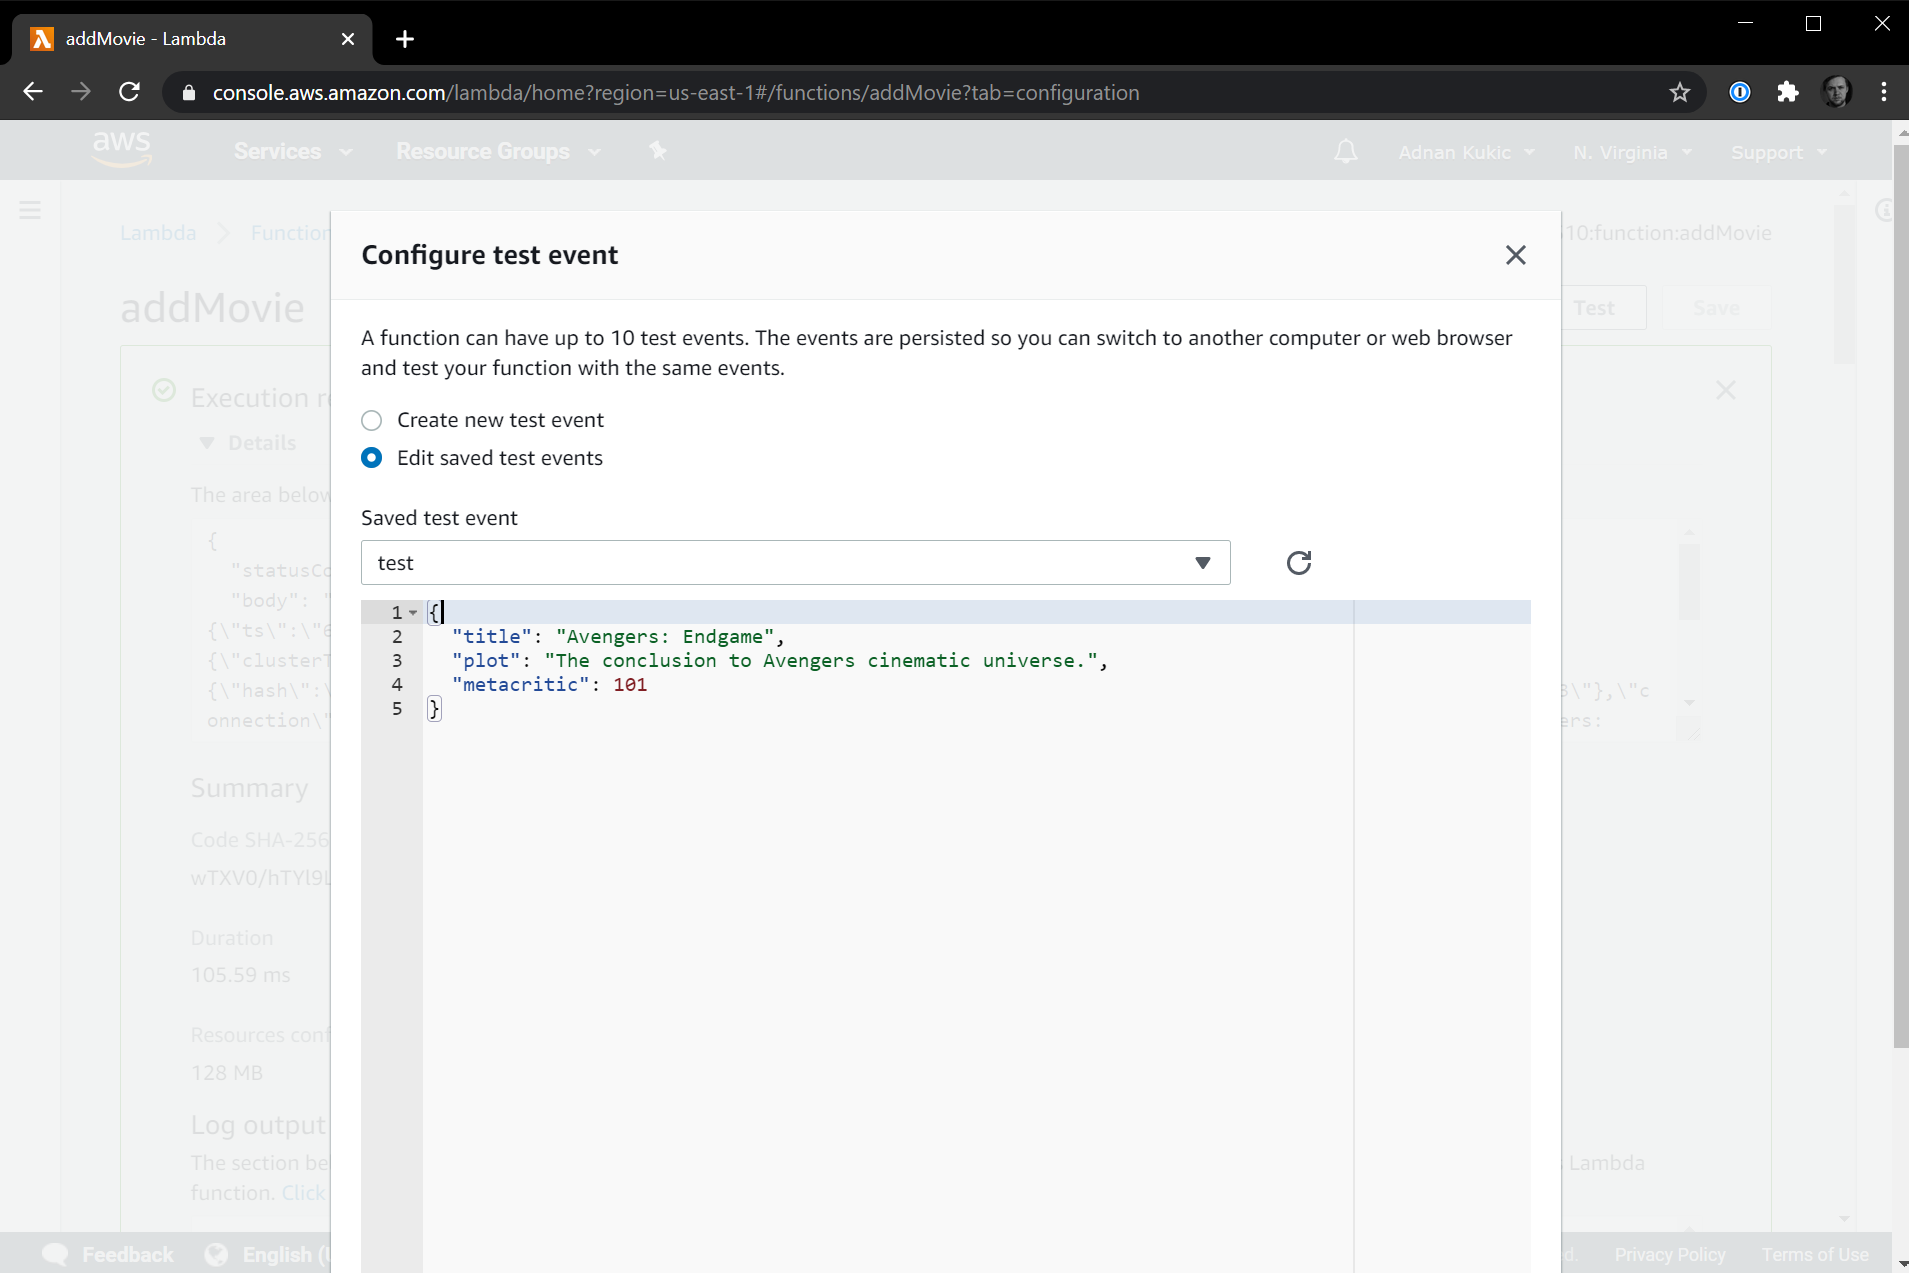 addMovie - Lambda
console.aws.amazon.com/lambda/home?region=us-east-1#/functions/addMovie?tab=configuration
aws Services Resource Groups Adnan Kukic N. Virginia Support
Lambda Function 10:function:addMovie
addMovie Test Save
Configure test event
A function can have up to 10 test events. The events are persisted so you can switch to another computer or web browser
and test your function with the same events.
Create new test event
Edit saved test events
Saved test event
test
1 {
2 "title": "Avengers: Endgame",
3 "plot": "The conclusion to Avengers cinematic universe.",
4 "metacritic": 101
5 }
Execution
Details
The area below
{
"statusCo
"body": "
{\"ts\":\"
{\"clusterT
{\"hash\":\ \"},\"c
onnection\" ers:
Summary
Code SHA-256
wTXV0/hTYl9L
Duration
105.59 ms
Resources conf
128 MB
Log output
The section be Lambda
function. Click
Feedback English (U d. Privacy Policy Terms of Use